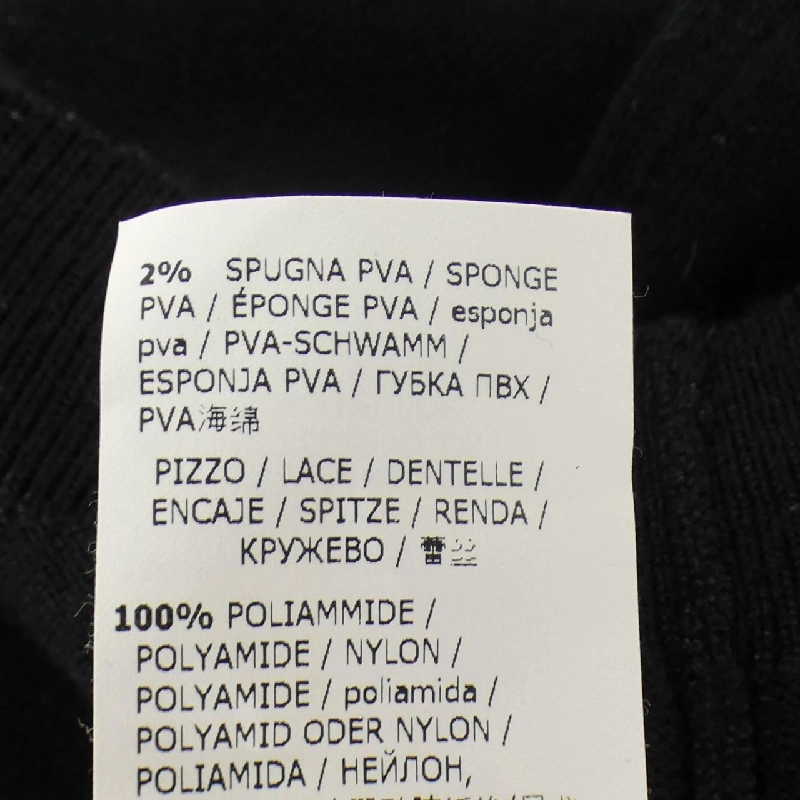 2% SPUGNA PVA / SPONGE
PVA / ÉPONGE PVA / esponja
pva / PVA-SCHWAMM /
ESPONJA PVA / ГУБКА ПВХ /
PVA海绵
PIZZO / LACE / DENTELLE /
ENCAJE / SPITZE / RENDA /
КРУЖЕВО / 蕾丝
100% POLIAMMIDE /
POLYAMIDE / NYLON /
POLYAMIDE / poliamida /
POLYAMID ODER NYLON /
POLIAMIDA / НЕЙЛОН,